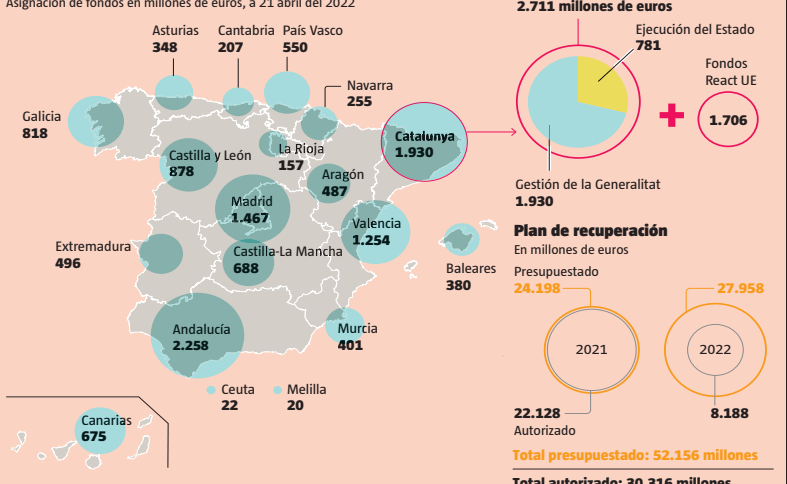 Asignación de fondos en millones de euros, a 21 abril del 2022
Asturias
348
Cantabria
207
País Vasco
550
Navarra
255
Galicia
818
Castilla y León
878
La Rioja
157
Catalunya
1.930
Aragón
487
Madrid
1.467
Valencia
1.254
Extremadura
496
Castilla-La Mancha
688
Baleares
380
Andalucía
2.258
Murcia
401
Ceuta
22
Melilla
20
Canarias
675
2.711 millones de euros
Ejecución del Estado
781
Fondos
React UE
1.706
Gestión de la Generalitat
1.930
Plan de recuperación
En millones de euros
Presupuestado
24.198
27.958
2021
2022
22.128
Autorizado
8.188
Total presupuestado: 52.156 millones
Total autorizado: 30.316 millones